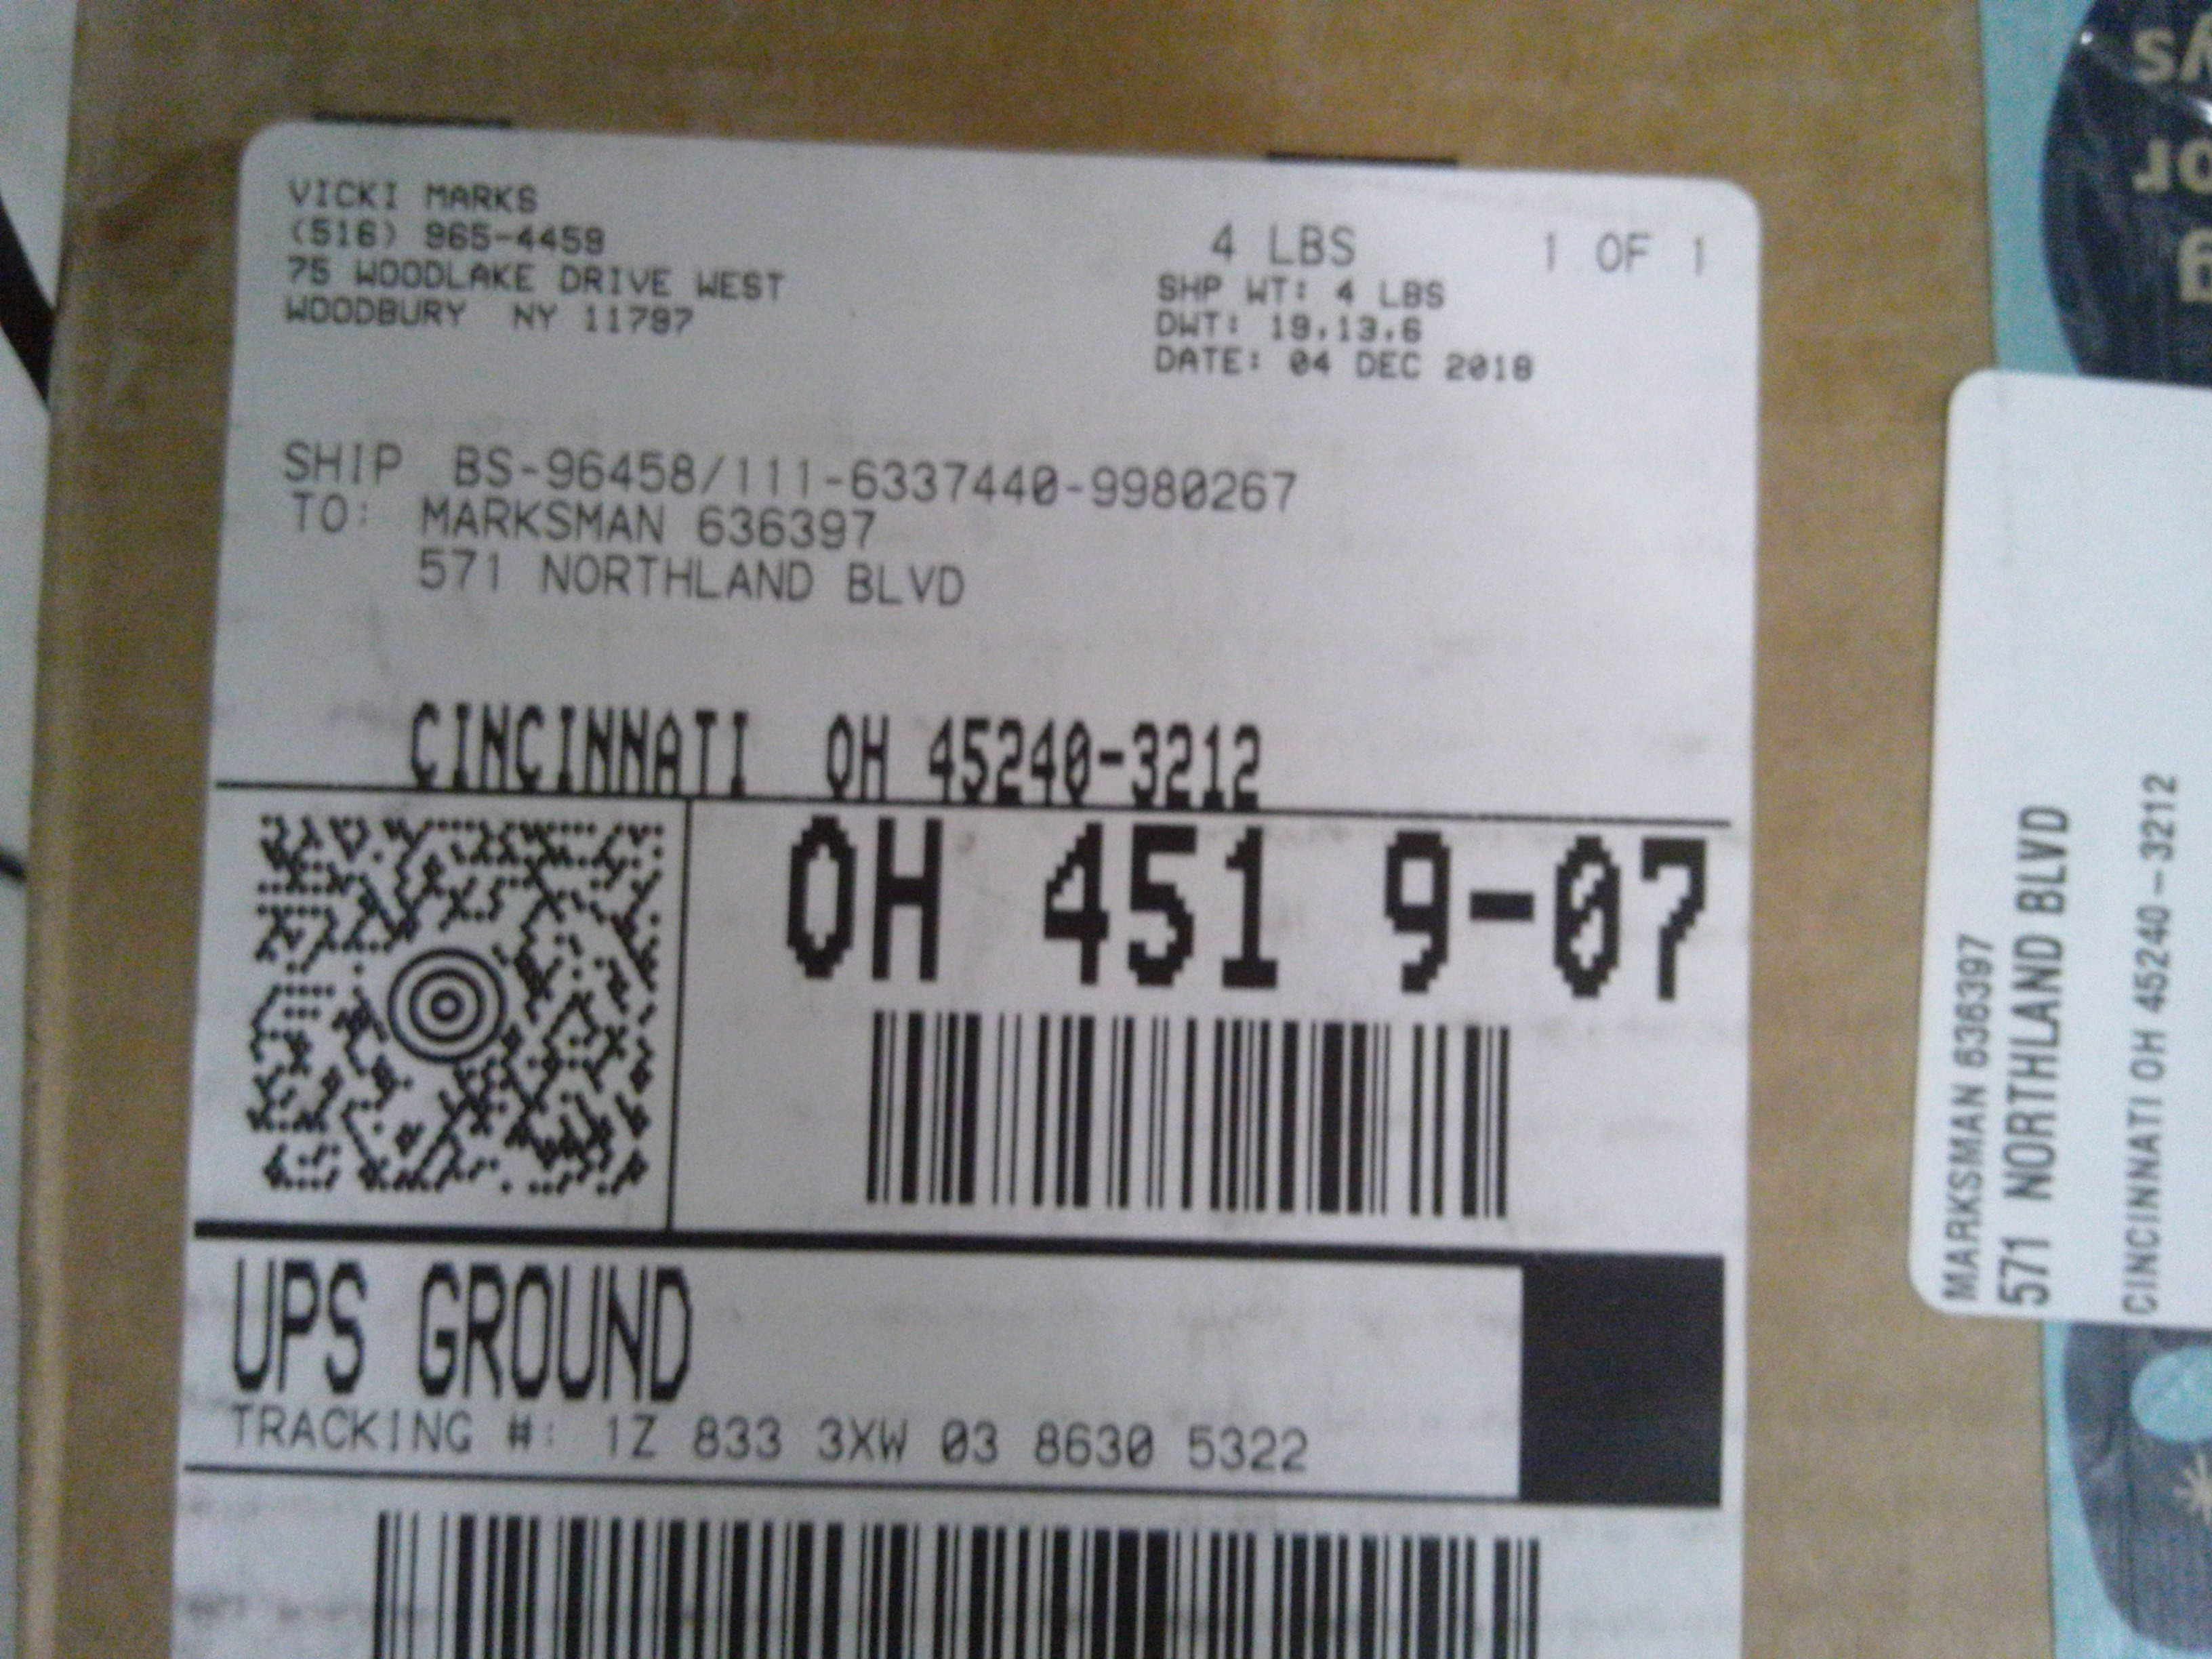 VICKI MARKS
(516) 965-4459
75 WOODLAKE DRIVE WEST
WOODBURY NY 11797
4 LBS 1 OF 1
SHP WT: 4 LBS
DWT: 19,13,6
DATE: 04 DEC 2018
SHIP BS-96458/111-6337440-9980267
TO: MARKSMAN 636397
571 NORTHLAND BLVD
CINCINNATI OH 45240-3212
OH 451 9-07
UPS GROUND
TRACKING #: 1Z 833 3XW 03 8630 5322
MARKSMAN 636397
571 NORTHLAND BLVD
CINCINNATI OH 45240-3212